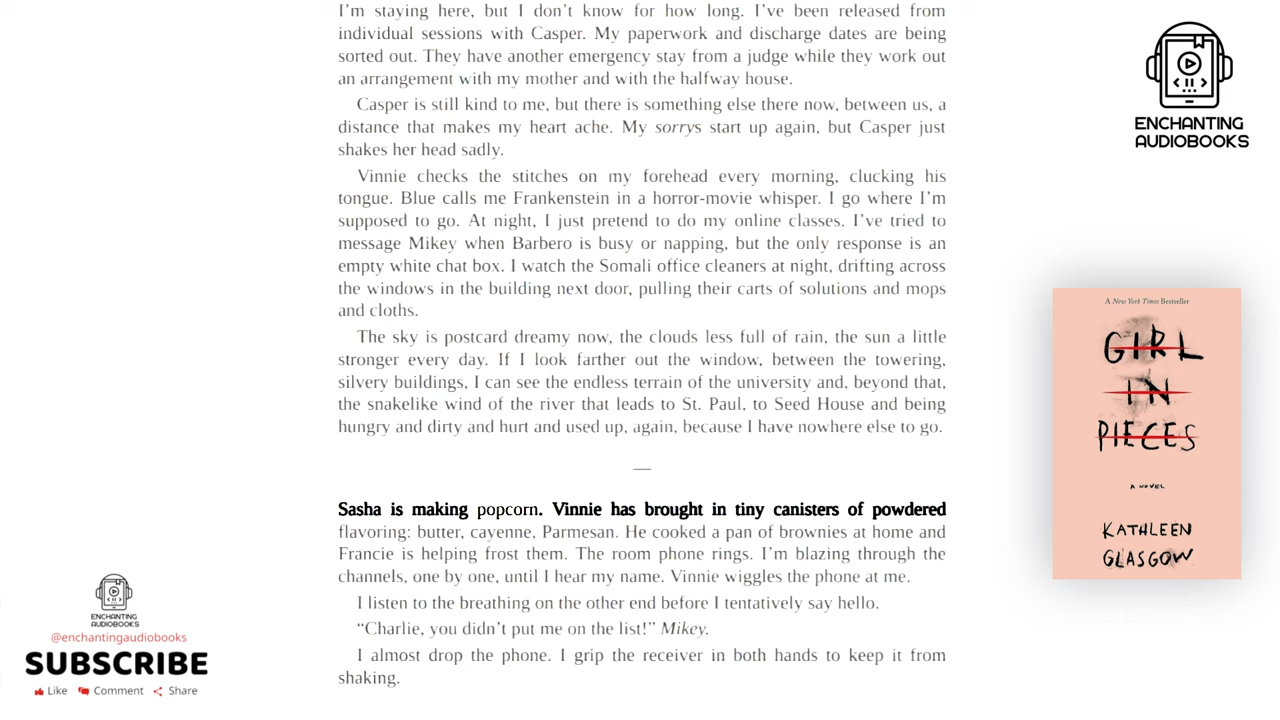 I'm staying here, but I don't know for how long. I've been released from
individual sessions with Casper. My paperwork and discharge dates are being
sorted out. They have another emergency stay from a judge while they work out
an arrangement with my mother and with the halfway house.
Casper is still kind to me, but there is something else there now, between us, a
distance that makes my heart ache. My sorrys start up again, but Casper just
shakes her head sadly.
Vinnie checks the stitches on my forehead every morning, clucking his
tongue. Blue calls me Frankenstein in a horror-movie whisper. I go where I'm
supposed to go. At night, I just pretend to do my online classes. I've tried to
message Mikey when Barbero is busy or napping, but the only response is an
empty white chat box. I watch the Somali office cleaners at night, drifting across
the windows in the building next door, pulling their carts of solutions and mops
and cloths.
The sky is postcard dreamy now, the clouds less full of rain, the sun a little
stronger every day. If I look farther out the window, between the towering,
silvery buildings, I can see the endless terrain of the university and, beyond that,
the snakelike wind of the river that leads to St. Paul, to Seed House and being
hungry and dirty and hurt and used up, again, because I have nowhere else to go.
—
Sasha is making popcorn. Vinnie has brought in tiny canisters of powdered
flavoring: butter, cayenne, Parmesan. He cooked a pan of brownies at home and
Francie is helping frost them. The room phone rings. I'm blazing through the
channels, one by one, until I hear my name. Vinnie wiggles the phone at me.
I listen to the breathing on the other end before I tentatively say hello.
"Charlie, you didn't put me on the list!" Mikey.
I almost drop the phone. I grip the receiver in both hands to keep it from
shaking.
ENCHANTING
AUDIOBOOKS
A New York Times Bestseller
GIRL
IN
PIECES
A NOVEL
KATHLEEN
GLASGOW
ENCHANTING
AUDIOBOOKS
@enchantingaudiobooks
SUBSCRIBE
Like Comment Share